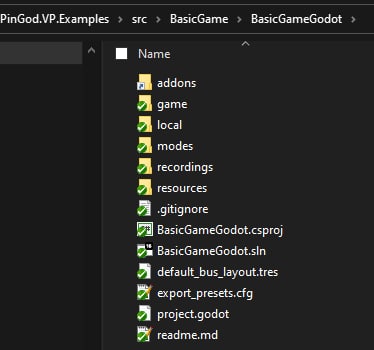 PinGod.VP.Examples > src > BasicGame > BasicGameGodot >
Name
addons
game
local
modes
recordings
resources
.gitignore
BasicGameGodot.csproj
BasicGameGodot.sln
default_bus_layout.tres
export_presets.cfg
project.godot
readme.md